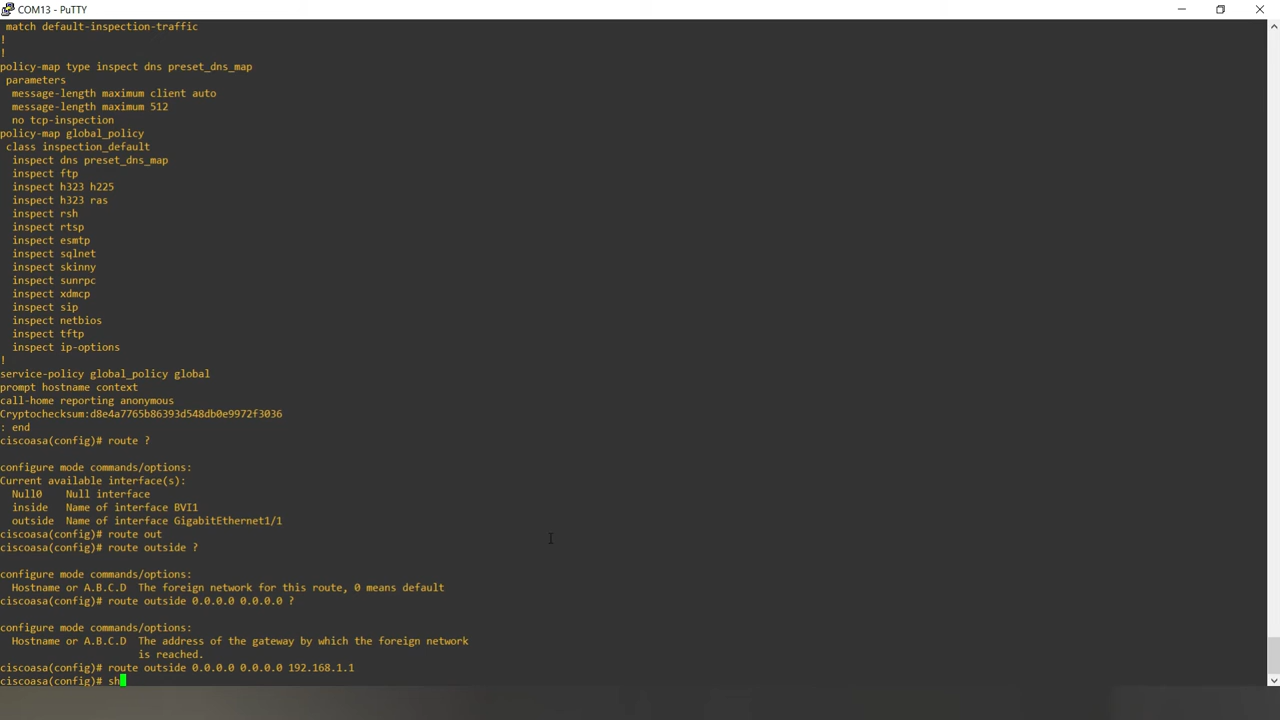 COM13 - PuTTY
match default-inspection-traffic
!
!
policy-map type inspect dns preset_dns_map
parameters
message-length maximum client auto
message-length maximum 512
no tcp-inspection
policy-map global_policy
class inspection_default
inspect dns preset_dns_map
inspect ftp
inspect h323 h225
inspect h323 ras
inspect rsh
inspect rtsp
inspect esmtp
inspect sqlnet
inspect skinny
inspect sunrpc
inspect xdmcp
inspect sip
inspect netbios
inspect tftp
inspect ip-options
!
service-policy global_policy global
prompt hostname context
call-home reporting anonymous
Cryptochecksum:d8e4a7765b86393d548db0e9972f3036
: end
ciscoasa(config)# route ?
configure mode commands/options:
Current available interface(s):
Null0 Null interface
inside Name of interface BVI1
outside Name of interface GigabitEthernet1/1
ciscoasa(config)# route out
ciscoasa(config)# route outside ?
configure mode commands/options:
Hostname or A.B.C.D The foreign network for this route, 0 means default
ciscoasa(config)# route outside 0.0.0.0 0.0.0.0 ?
configure mode commands/options:
Hostname or A.B.C.D The address of the gateway by which the foreign network
is reached.
ciscoasa(config)# route outside 0.0.0.0 0.0.0.0 192.168.1.1
ciscoasa(config)# sh